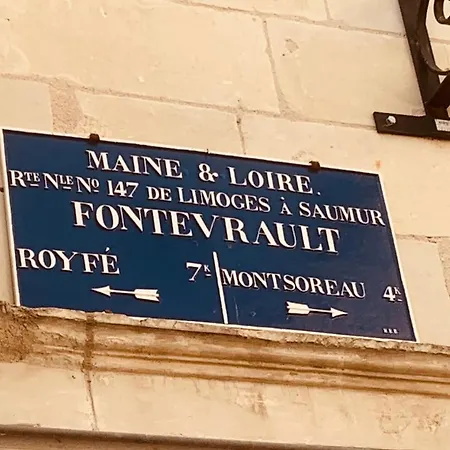 MAINE & LOIRE.
RTE NLE NO 147 DE LIMOGES À SAUMUR
FONTEVRAULT
ROYFÉ 7K MONTSOREAU 4K